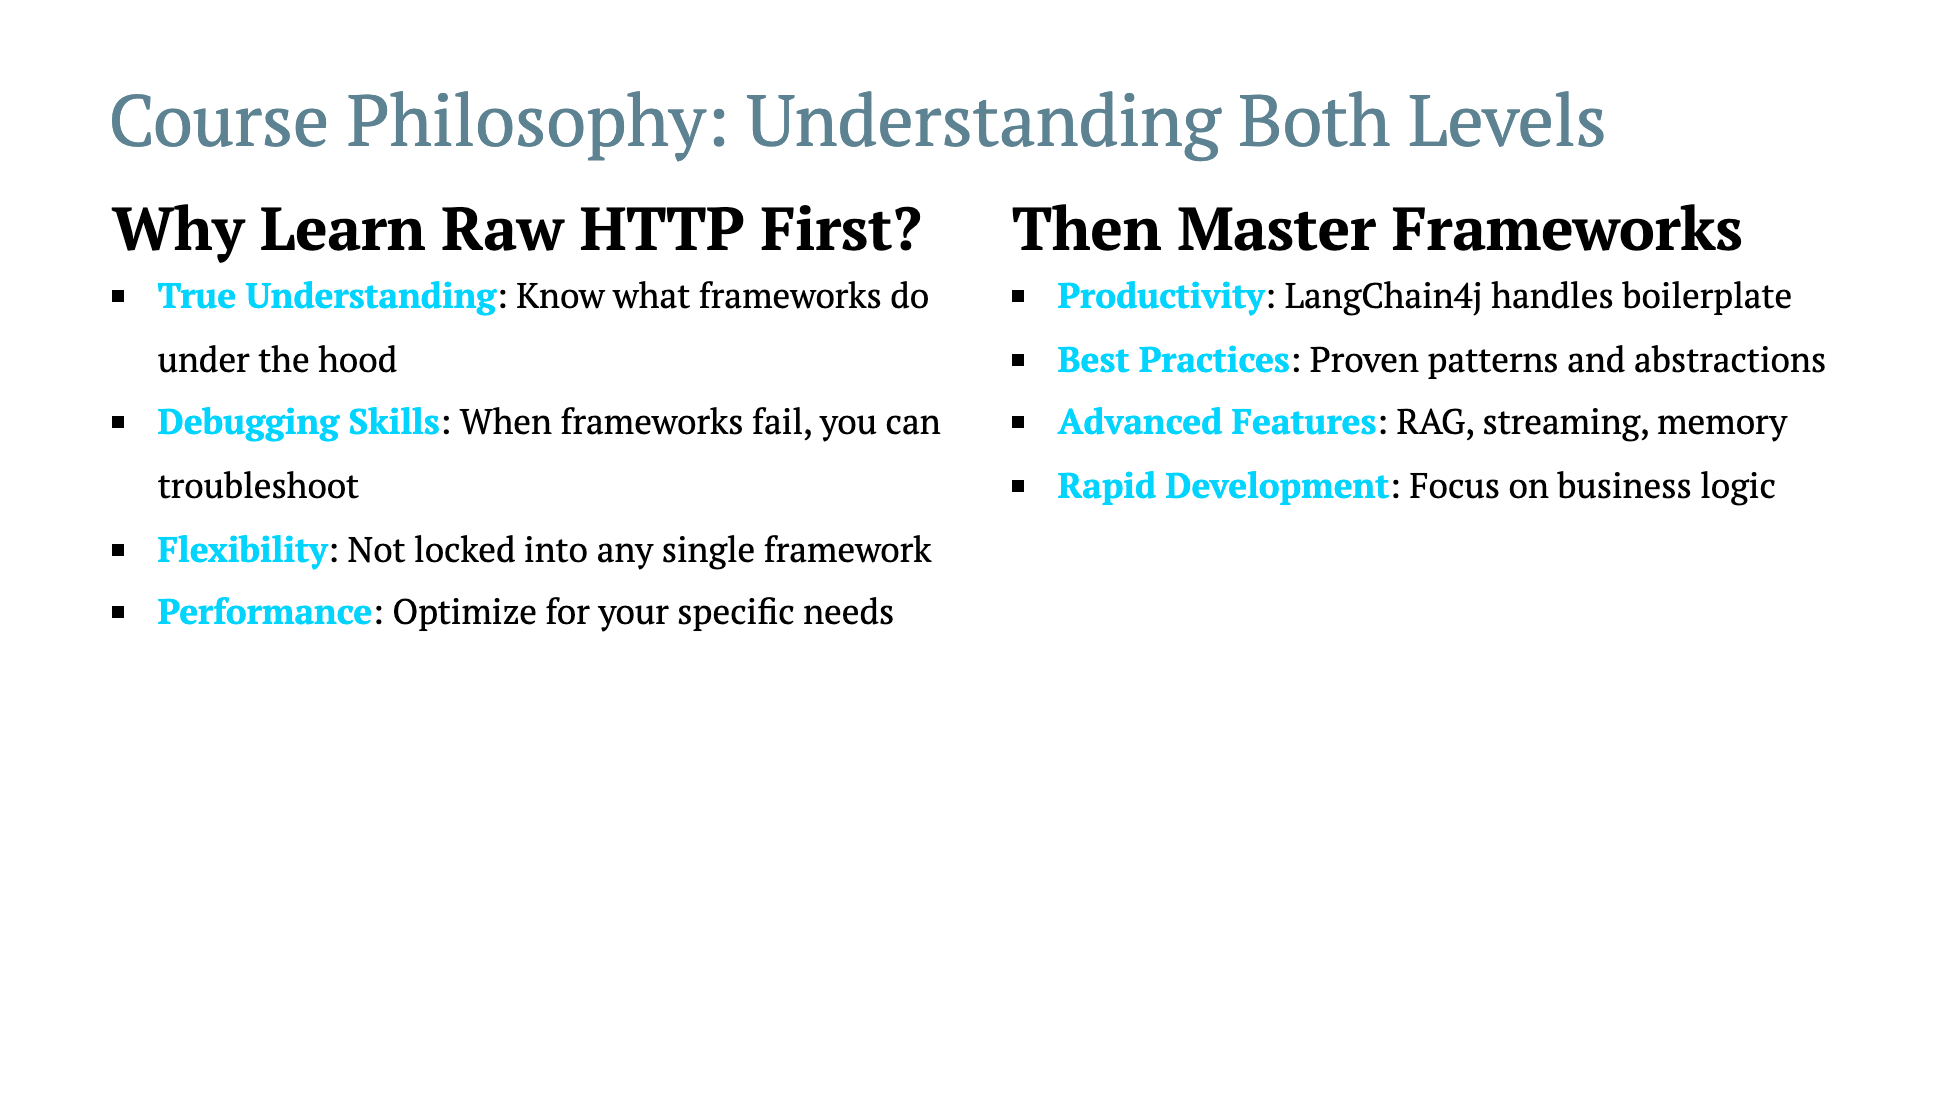 Course Philosophy: Understanding Both Levels
Why Learn Raw HTTP First?
▪ True Understanding: Know what frameworks do
under the hood
▪ Debugging Skills: When frameworks fail, you can
troubleshoot
▪ Flexibility: Not locked into any single framework
▪ Performance: Optimize for your specific needs
Then Master Frameworks
▪ Productivity: LangChain4j handles boilerplate
▪ Best Practices: Proven patterns and abstractions
▪ Advanced Features: RAG, streaming, memory
▪ Rapid Development: Focus on business logic